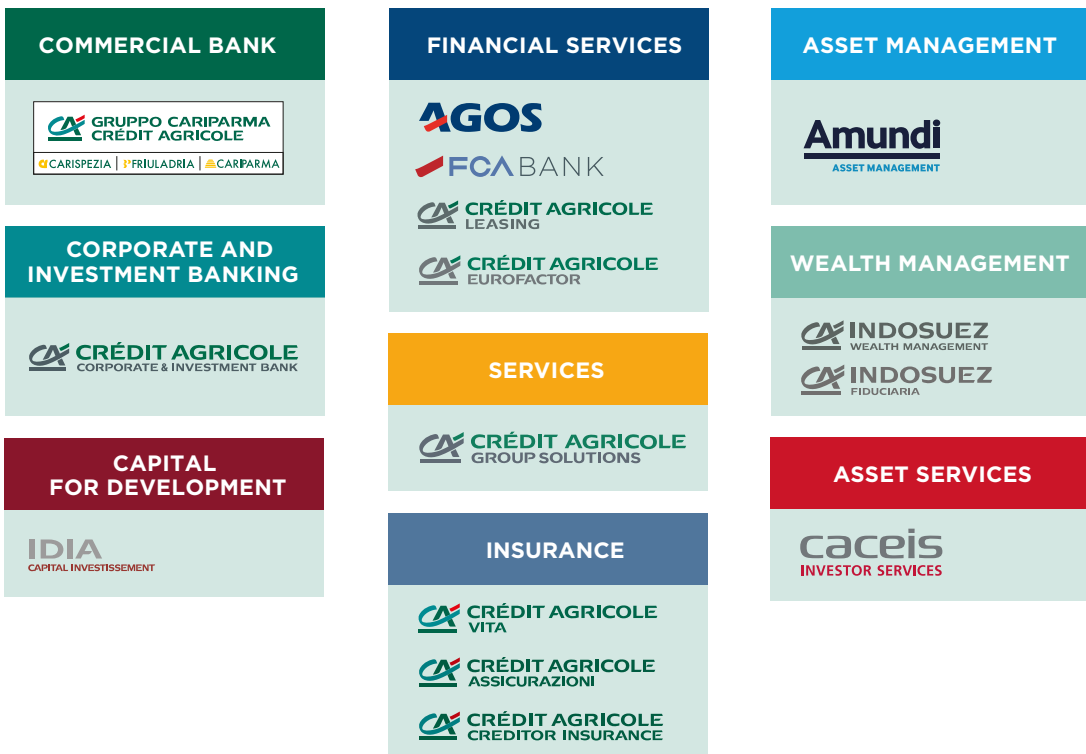 COMMERCIAL BANK
GRUPPO CARIPARMA
CRÉDIT AGRICOLE
CARISPEZIA | FRIULADRIA | CARIPARMA
CORPORATE AND
INVESTMENT BANKING
CRÉDIT AGRICOLE
CORPORATE & INVESTMENT BANK
CAPITAL
FOR DEVELOPMENT
IDIA
CAPITAL INVESTISSEMENT
FINANCIAL SERVICES
AGOS
FCA BANK
CRÉDIT AGRICOLE
LEASING
CRÉDIT AGRICOLE
EUROFACTOR
SERVICES
CRÉDIT AGRICOLE
GROUP SOLUTIONS
INSURANCE
CRÉDIT AGRICOLE
VITA
CRÉDIT AGRICOLE
ASSICURAZIONI
CRÉDIT AGRICOLE
CREDITOR INSURANCE
ASSET MANAGEMENT
Amundi
ASSET MANAGEMENT
WEALTH MANAGEMENT
INDOSUEZ
WEALTH MANAGEMENT
INDOSUEZ
FIDUCIARIA
ASSET SERVICES
caceis
INVESTOR SERVICES